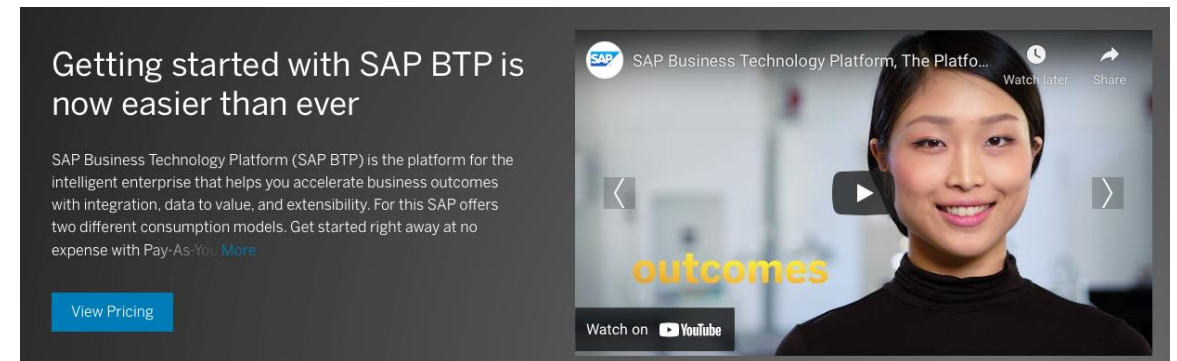 Getting started with SAP BTP is
now easier than ever
SAP Business Technology Platform (SAP BTP) is the platform for the
intelligent enterprise that helps you accelerate business outcomes
with integration, data to value, and extensibility. For this SAP offers
two different consumption models. Get started right away at no
expense with Pay-As-You More
View Pricing
SAP
SAP Business Technology Platform, The Platfo...
Watch later
Share
outcomes
Watch on YouTube